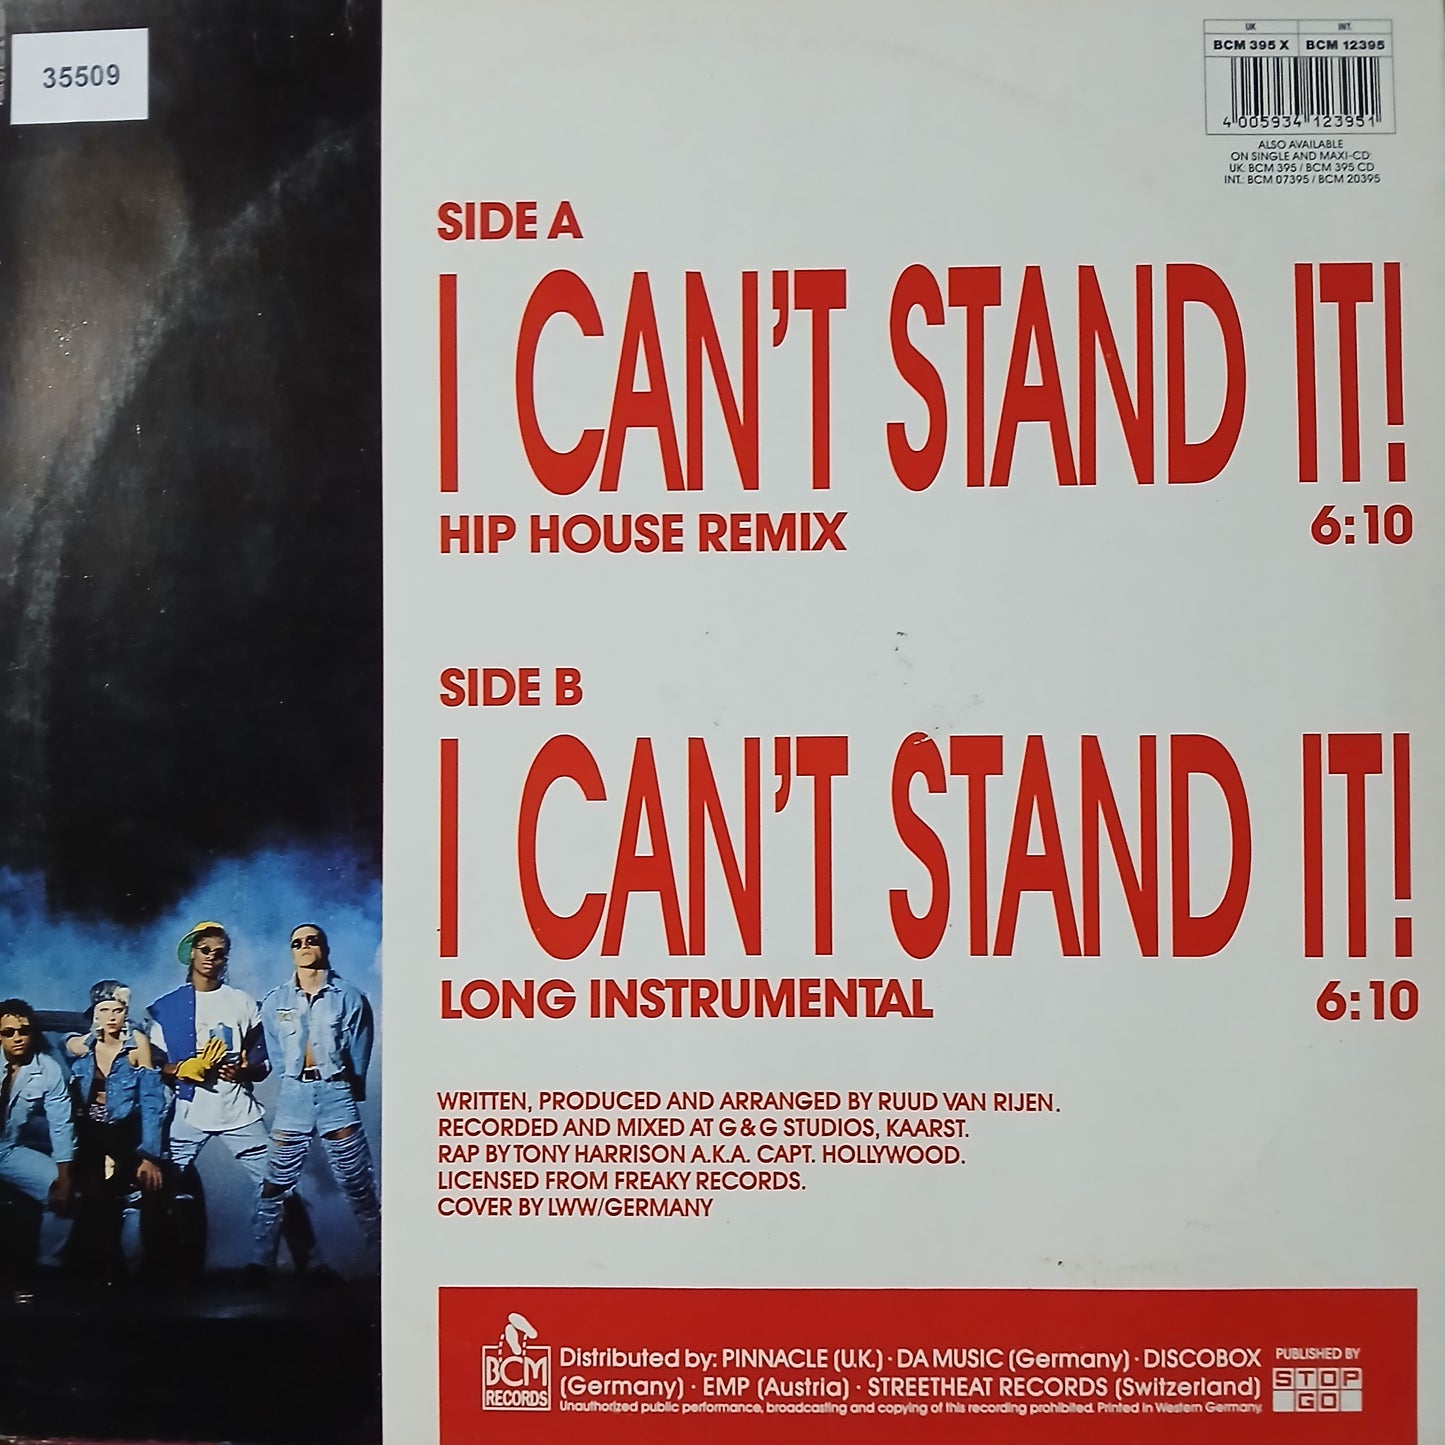 35509
UK INT.
BCM 395 X BCM 12395
4 005934 123951
ALSO AVAILABLE
ON SINGLE AND MAXI-CD
UK: BCM 395 / BCM 395 CD
INT.: BCM 07395 / BCM 20395
SIDE A
I CAN'T STAND IT!
HIP HOUSE REMIX 6:10
SIDE B
I CAN'T STAND IT!
LONG INSTRUMENTAL 6:10
WRITTEN, PRODUCED AND ARRANGED BY RUUD VAN RIJEN.
RECORDED AND MIXED AT G&G STUDIOS, KAARST.
RAP BY TONY HARRISON A.K.A. CAPT. HOLLYWOOD.
LICENSED FROM FREAKY RECORDS.
COVER BY LWW/GERMANY
BCM
RECORDS
Distributed by: PINNACLE (U.K.) · DA MUSIC (Germany) · DISCOBOX
(Germany) · EMP (Austria) · STREETHEAT RECORDS (Switzerland)
Unauthorized public performance, broadcasting and copying of this recording prohibited. Printed in Western Germany
PUBLISHED BY
STOP
GO